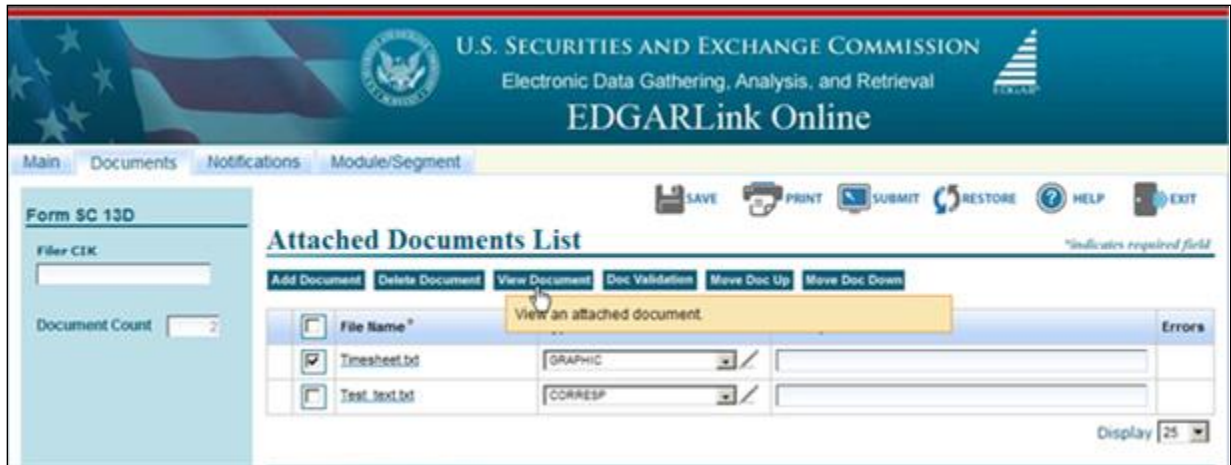 U.S. SECURITIES AND EXCHANGE COMMISSION
Electronic Data Gathering, Analysis, and Retrieval
EDGAR
EDGARLink Online
Main Documents Notifications Module/Segment
SAVE PRINT SUBMIT RESTORE HELP EXIT
Form SC 13D
Filer CIK
Document Count 2
Attached Documents List
*indicates required field
Add Document Delete Document View Document Doc Validation Move Doc Up Move Doc Down
View an attached document.
File Name* Errors
Timesheet.txt GRAPHIC
Test_text.txt CORRESP
Display 25